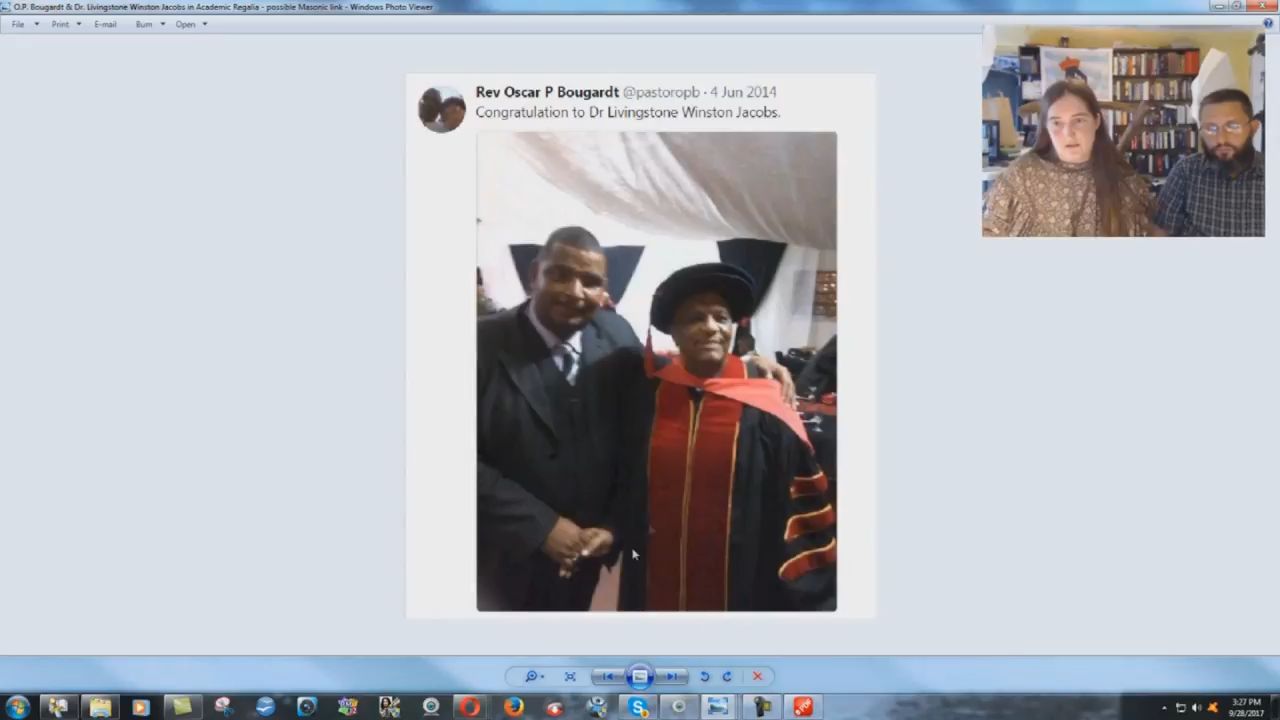 O.P. Bougardt & Dr. Livingstone Winston Jacobs in Academic Regalia - possible Masonic link - Windows Photo Viewer
File Print E-mail Burn Open
Rev Oscar P Bougardt @pastoropb · 4 Jun 2014
Congratulation to Dr Livingstone Winston Jacobs.
3:27 PM
9/28/2017